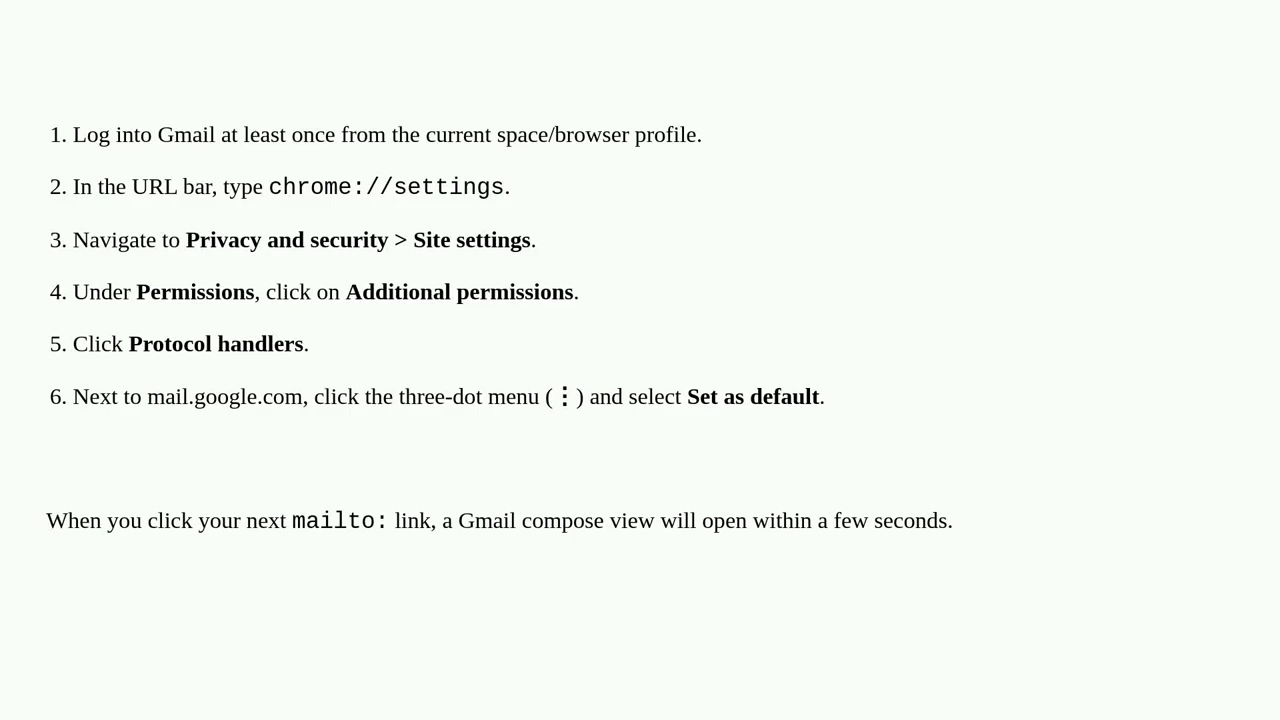 1. Log into Gmail at least once from the current space/browser profile.
2. In the URL bar, type chrome://settings.
3. Navigate to Privacy and security > Site settings.
4. Under Permissions, click on Additional permissions.
5. Click Protocol handlers.
6. Next to mail.google.com, click the three-dot menu (⋮) and select Set as default.
When you click your next mailto: link, a Gmail compose view will open within a few seconds.